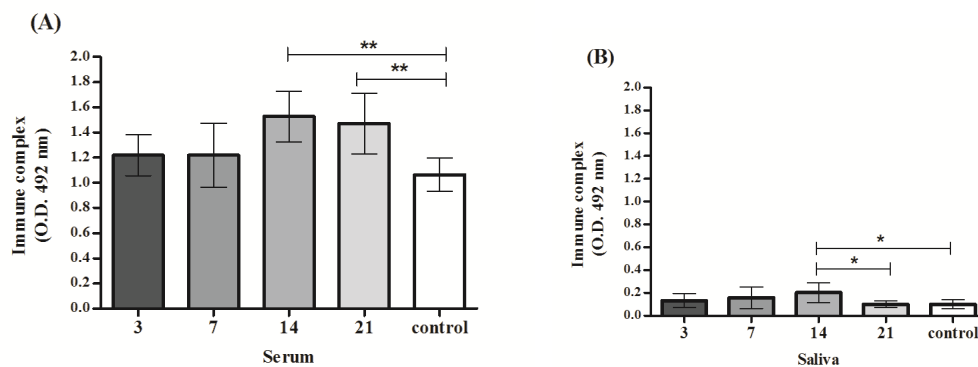 (A)
Immune complex
(O.D. 492 nm)
2.0
1.8
1.6
1.4
1.2
1.0
0.8
0.6
0.4
0.2
0.0
**
**
3 7 14 21 control
Serum
(B)
Immune complex
(O.D. 492 nm)
2.0
1.8
1.6
1.4
1.2
1.0
0.8
0.6
0.4
0.2
0.0
*
*
3 7 14 21 control
Saliva